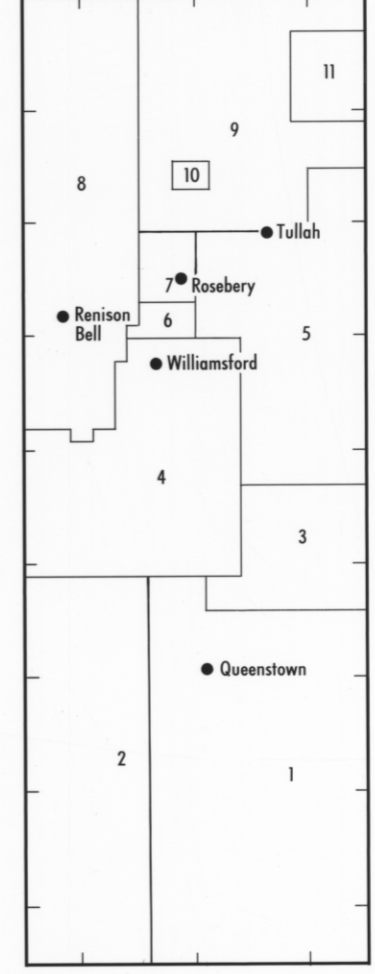 11
9
10
8
Tullah
7 Rosebery
Renison
Bell
6
5
Williamsford
4
3
Queenstown
2
1